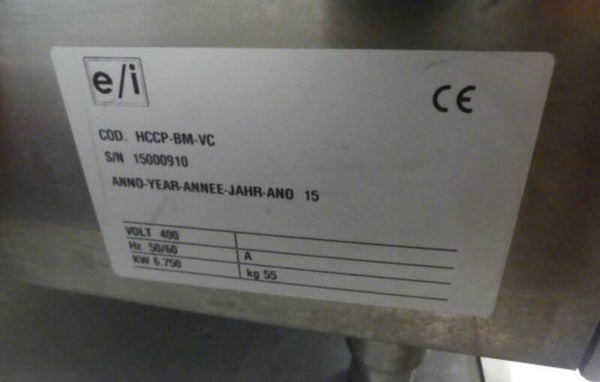 e/i
CE
COD. HCCP-BM-VC
S/N 15000910
ANNO-YEAR-ANNEE-JAHR-ANO 15
VOLT 400
Hz 50/60 A
KW 6.750 kg 55